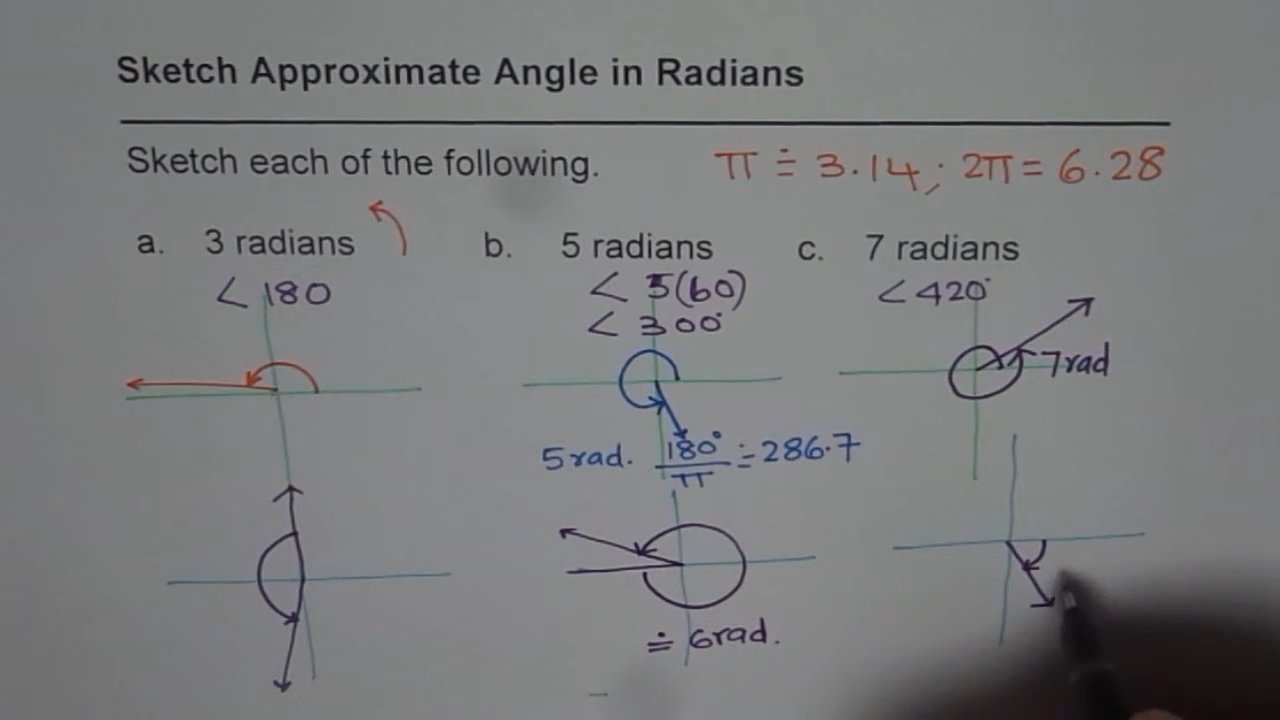 Sketch Approximate Angle in Radians
Sketch each of the following. π ≐ 3.14; 2π = 6.28
a. 3 radians b. 5 radians c. 7 radians
< 180 < 5(60) < 420°
< 300°
7rad
5rad. 180°/π ≐ 286.7
≐ 6rad.